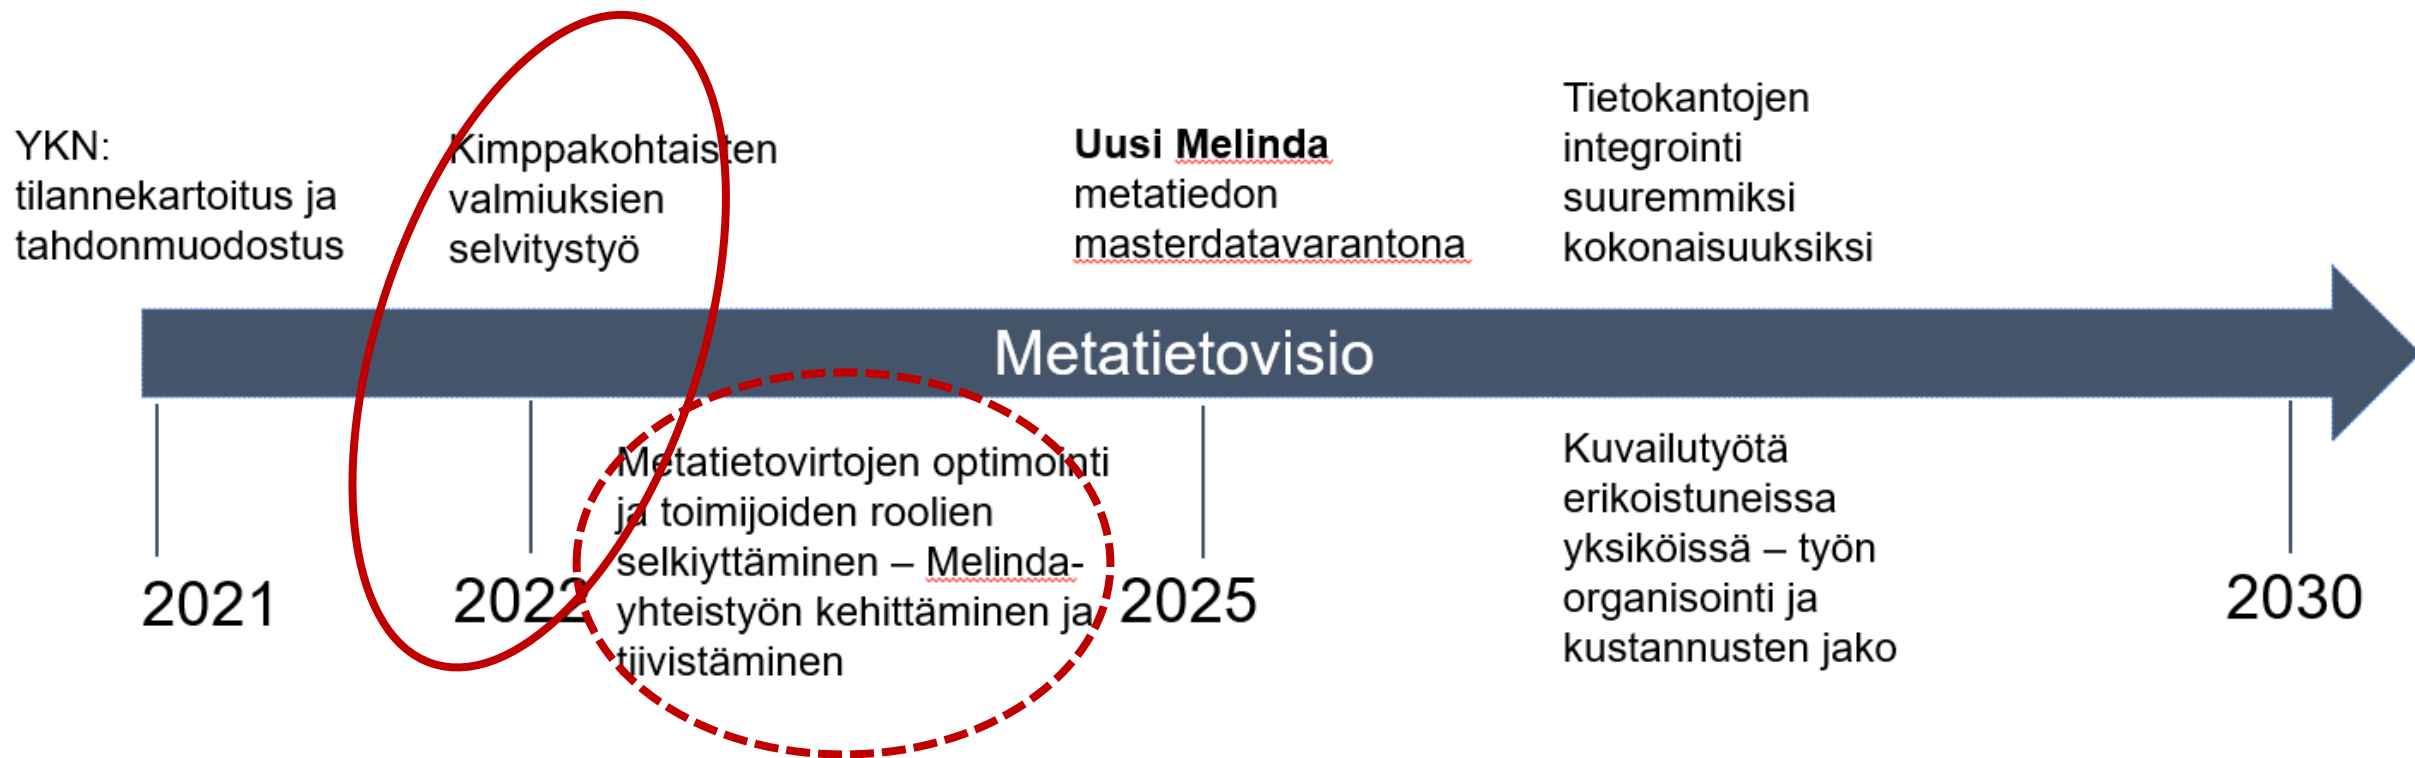 YKN:
tilannekartoitus ja
tahdonmuodostus
Kimppakohtaisten
valmiuksien
selvitystyö
Uusi Melinda
metatiedon
masterdatavarantona
Tietokantojen
integrointi
suuremmiksi
kokonaisuuksiksi
Metatietovisio
2021
2022
Metatietovirtojen optimointi
ja toimijoiden roolien
selkiyttäminen – Melinda-
yhteistyön kehittäminen ja
tiivistäminen
2025
Kuvailutyötä
erikoistuneissa
yksiköissä – työn
organisointi ja
kustannusten jako
2030